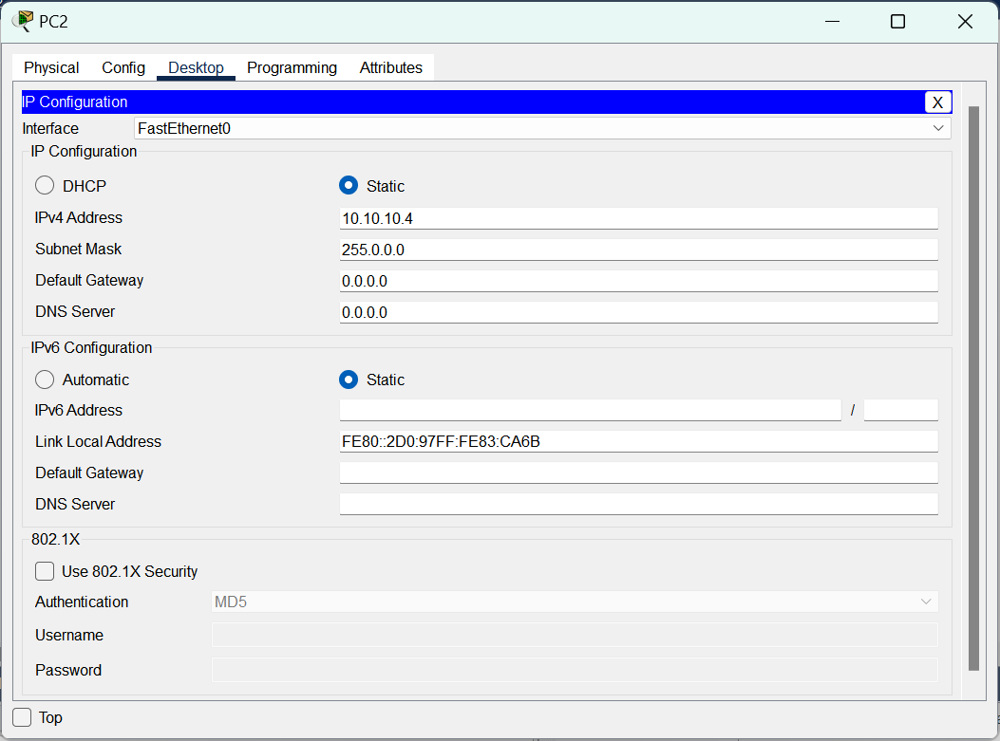 PC2
Physical Config Desktop Programming Attributes
IP Configuration X
Interface FastEthernet0
IP Configuration
DHCP Static
IPv4 Address 10.10.10.4
Subnet Mask 255.0.0.0
Default Gateway 0.0.0.0
DNS Server 0.0.0.0
IPv6 Configuration
Automatic Static
IPv6 Address /
Link Local Address FE80::2D0:97FF:FE83:CA6B
Default Gateway
DNS Server
802.1X
Use 802.1X Security
Authentication MD5
Username
Password
Top